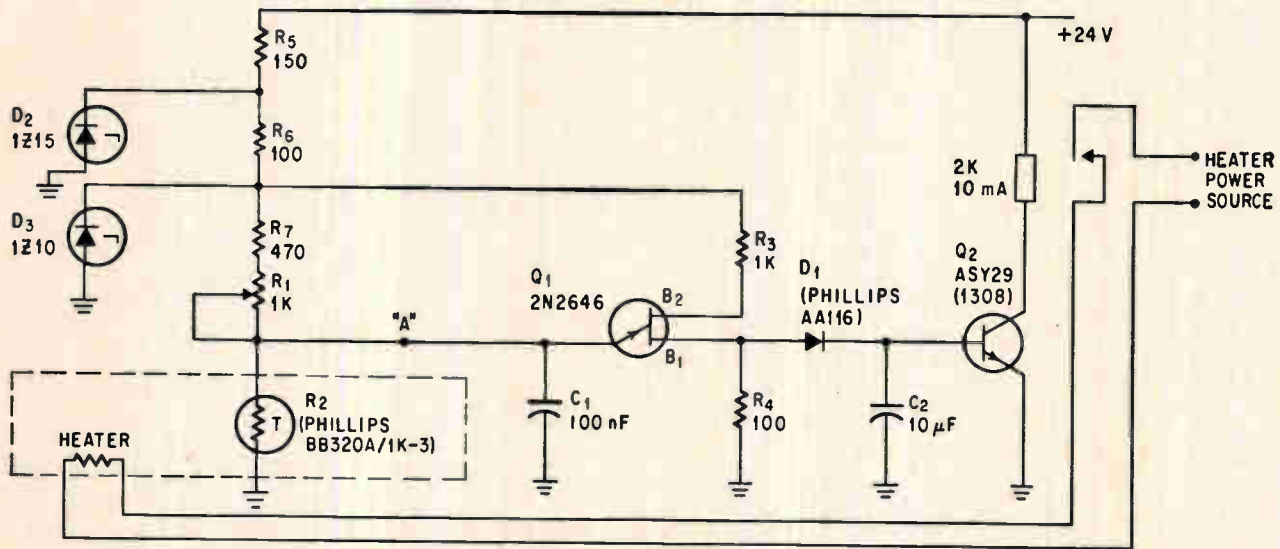 R5
150
+24 V
D2
1Z15
R6
100
D3
1Z10
R7
470
R1
1K
R3
1K
2K
10 mA
HEATER
POWER
SOURCE
Q1
2N2646
B2
B1
D1
(PHILLIPS
AA116)
Q2
ASY29
(1308)
"A"
C1
100 nF
R4
100
C2
10 µF
R2
(PHILLIPS
BB320A/1K-3)
T
HEATER